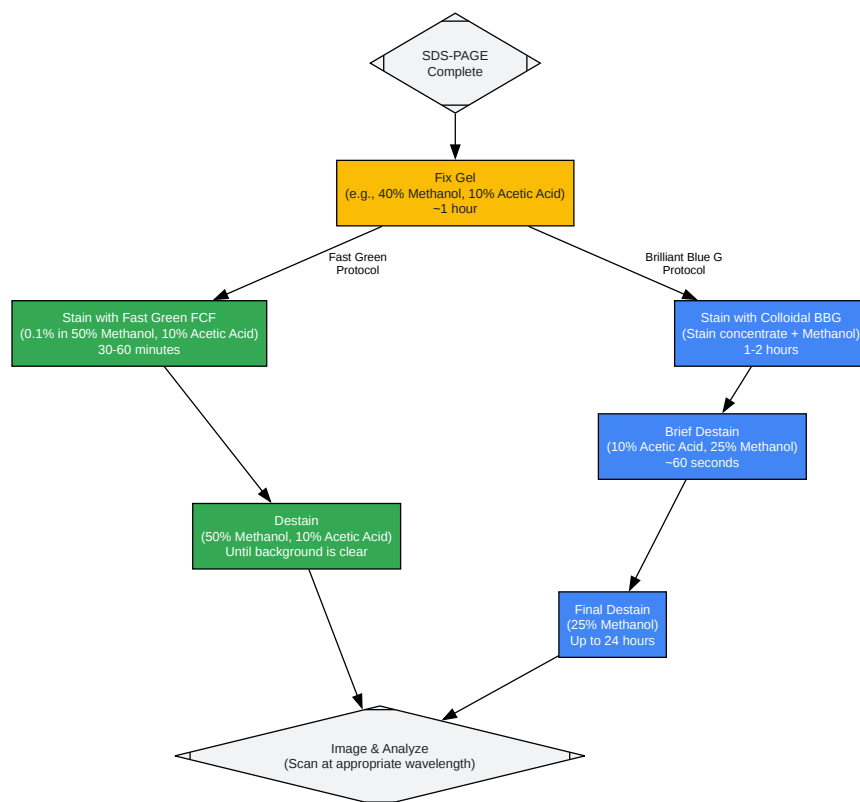 SDS-PAGE
Complete
Fix Gel
(e.g., 40% Methanol, 10% Acetic Acid)
~1 hour
Fast Green
Protocol
Brilliant Blue G
Protocol
Stain with Fast Green FCF
(0.1% in 50% Methanol, 10% Acetic Acid)
30-60 minutes
Stain with Colloidal BBG
(Stain concentrate + Methanol)
1-2 hours
Brief Destain
(10% Acetic Acid, 25% Methanol)
~60 seconds
Destain
(50% Methanol, 10% Acetic Acid)
Until background is clear
Final Destain
(25% Methanol)
Up to 24 hours
Image & Analyze
(Scan at appropriate wavelength)